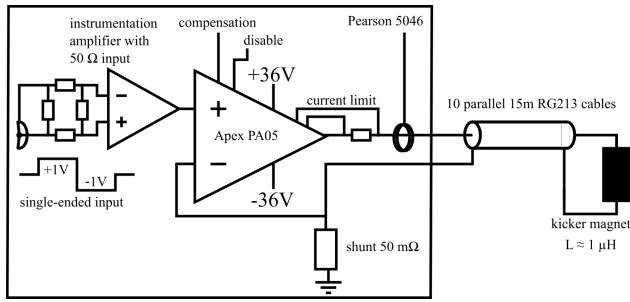 instrumentation
amplifier with
50 Ω input
compensation
disable
Pearson 5046
+36V
current limit
10 parallel 15m RG213 cables
−
+
+
Apex PA05
−
+1V
-1V
single-ended input
-36V
shunt 50 mΩ
kicker magnet
L ≈ 1 µH